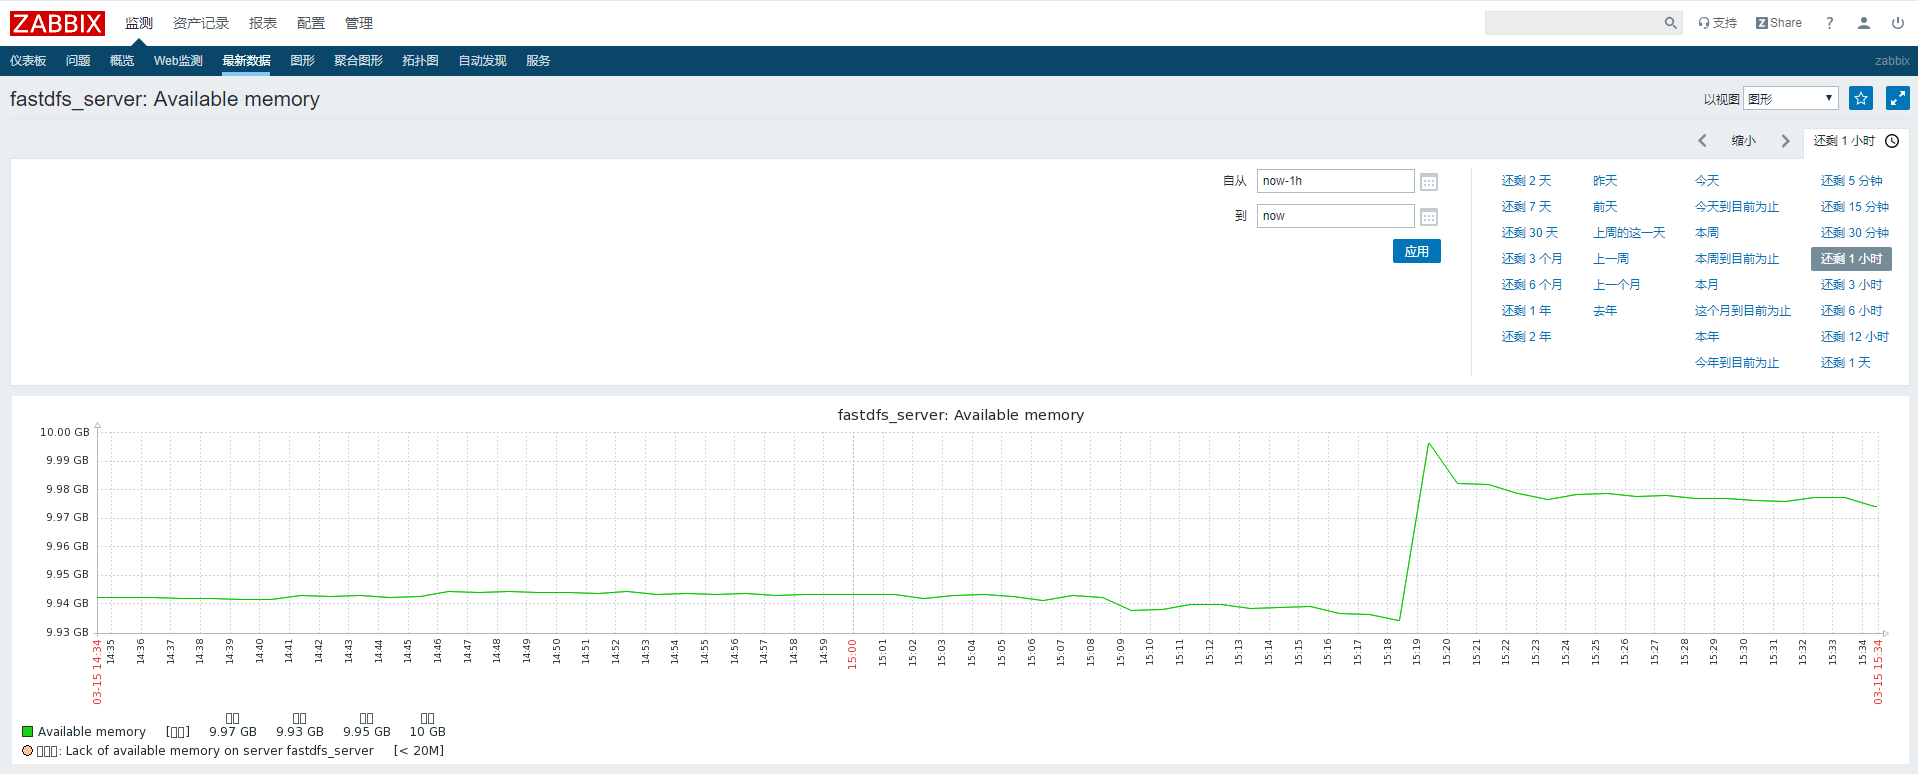 ZABBIX 监测 资产记录 报表 配置 管理 支持 Z Share ?
仪表板 问题 概览 Web监测 最新数据 图形 聚合图形 拓扑图 自动发现 服务 zabbix
fastdfs_server: Available memory 以视图 图形
缩小 还剩 1 小时
自从 now-1h 还剩 2 天 昨天 今天 还剩 5 分钟
到 now 还剩 7 天 前天 今天到目前为止 还剩 15 分钟
还剩 30 天 上周的这一天 本周 还剩 30 分钟
应用 还剩 3 个月 上一周 本周到目前为止 还剩 1 小时
还剩 6 个月 上一个月 本月 还剩 3 小时
还剩 1 年 去年 这个月到目前为止 还剩 6 小时
还剩 2 年 本年 还剩 12 小时
今年到目前为止 还剩 1 天
fastdfs_server: Available memory
10.00 GB
9.99 GB
9.98 GB
9.97 GB
9.96 GB
9.95 GB
9.94 GB
9.93 GB
03-15 14:34 14:35 14:36 14:37 14:38 14:39 14:40 14:41 14:42 14:43 14:44 14:45 14:46 14:47 14:48 14:49 14:50 14:51 14:52 14:53 14:54 14:55 14:56 14:57 14:58 14:59 15:00 15:01 15:02 15:03 15:04 15:05 15:06 15:07 15:08 15:09 15:10 15:11 15:12 15:13 15:14 15:15 15:16 15:17 15:18 15:19 15:20 15:21 15:22 15:23 15:24 15:25 15:26 15:27 15:28 15:29 15:30 15:31 15:32 15:33 15:34 03-15 15:34
□□ □□ □□ □□
Available memory [□□] 9.97 GB 9.93 GB 9.95 GB 10 GB
□□□: Lack of available memory on server fastdfs_server [< 20M]